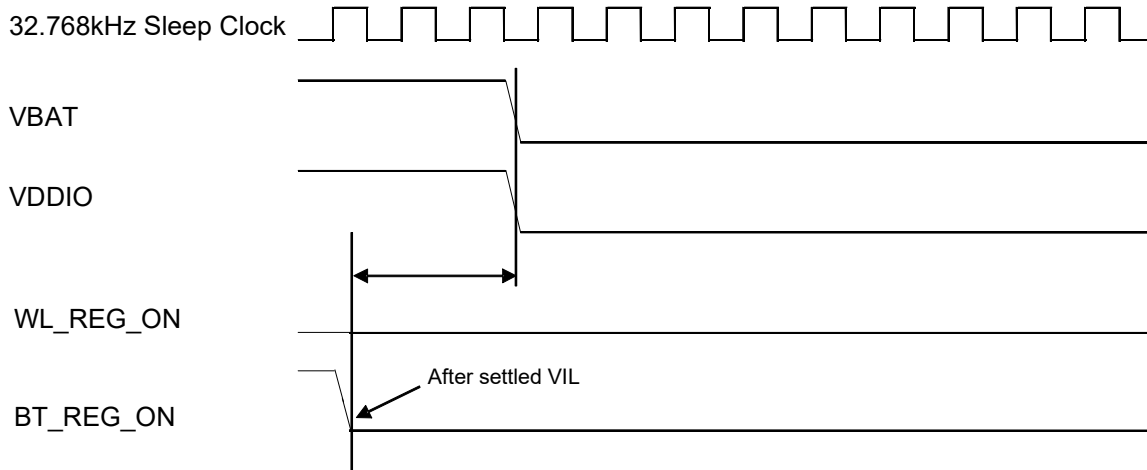 32.768kHz Sleep Clock
VBAT
VDDIO
WL_REG_ON
After settled VIL
BT_REG_ON